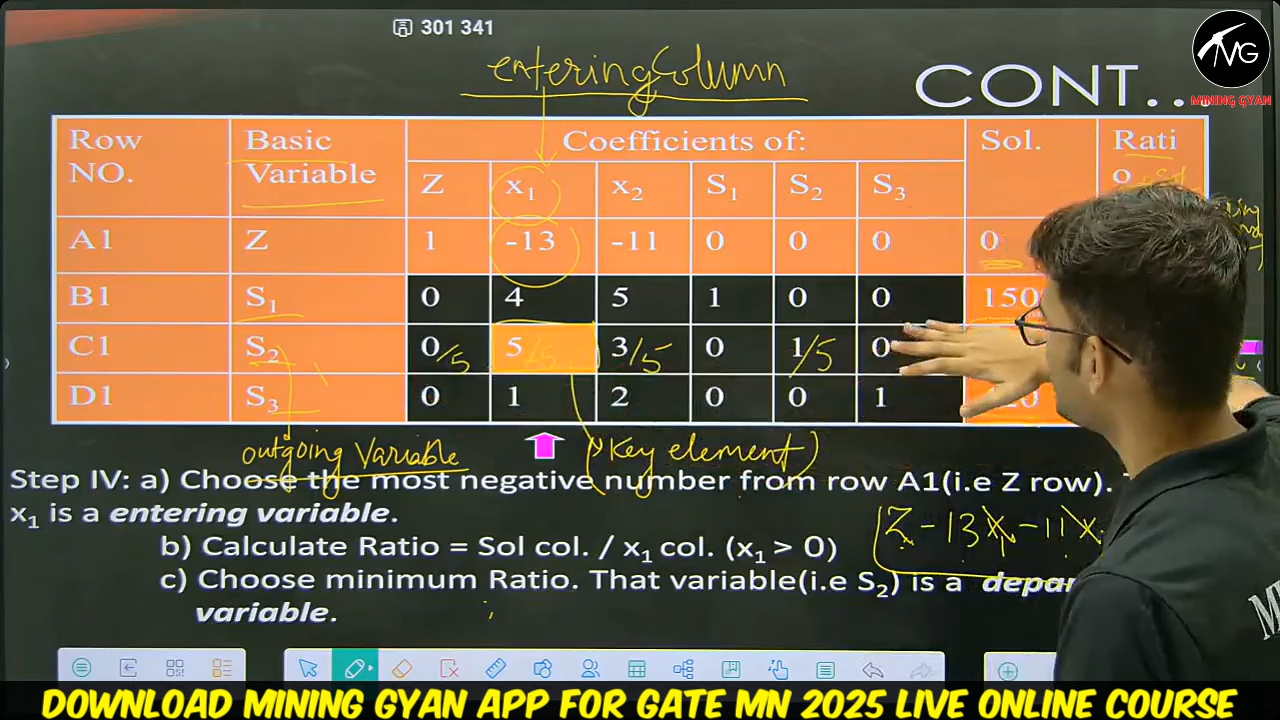 301 341
MG
MINING GYAN
entering Column
CONT..
Row NO. Basic Variable Coefficients of: Sol. Rati
Z x₁ x₂ S₁ S₂ S₃ o
A1 Z 1 -13 -11 0 0 0 0
B1 S₁ 0 4 5 1 0 0 150
C1 S₂ 0/5 5/5 3/5 0 1/5 0
D1 S₃ 0 1 2 0 0 1 20
outgoing Variable (Key element)
Step IV: a) Choose the most negative number from row A1(i.e Z row).
x₁ is a entering variable.
Z - 13x₁ - 11x
b) Calculate Ratio = Sol col. / x₁ col. (x₁ > 0)
c) Choose minimum Ratio. That variable(i.e S₂) is a depar
variable.
DOWNLOAD MINING GYAN APP FOR GATE MN 2025 LIVE ONLINE COURSE